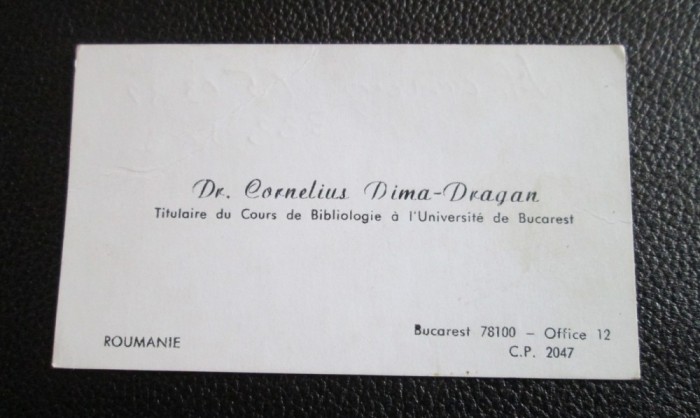 Dr. Cornelius Dima-Dragan
Titulaire du Cours de Bibliologie à l'Université de Bucarest
ROUMANIE
Bucarest 78100 – Office 12
C.P. 2047